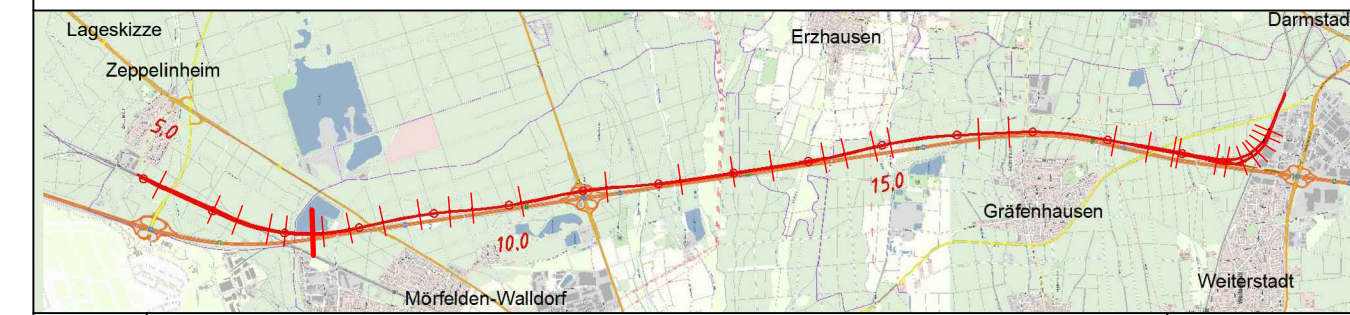 Lageskizze
Darmstad
Erzhausen
Zeppelinheim
5,0
15,0
Gräfenhausen
10,0
Weiterstadt
Mörfelden-Walldorf